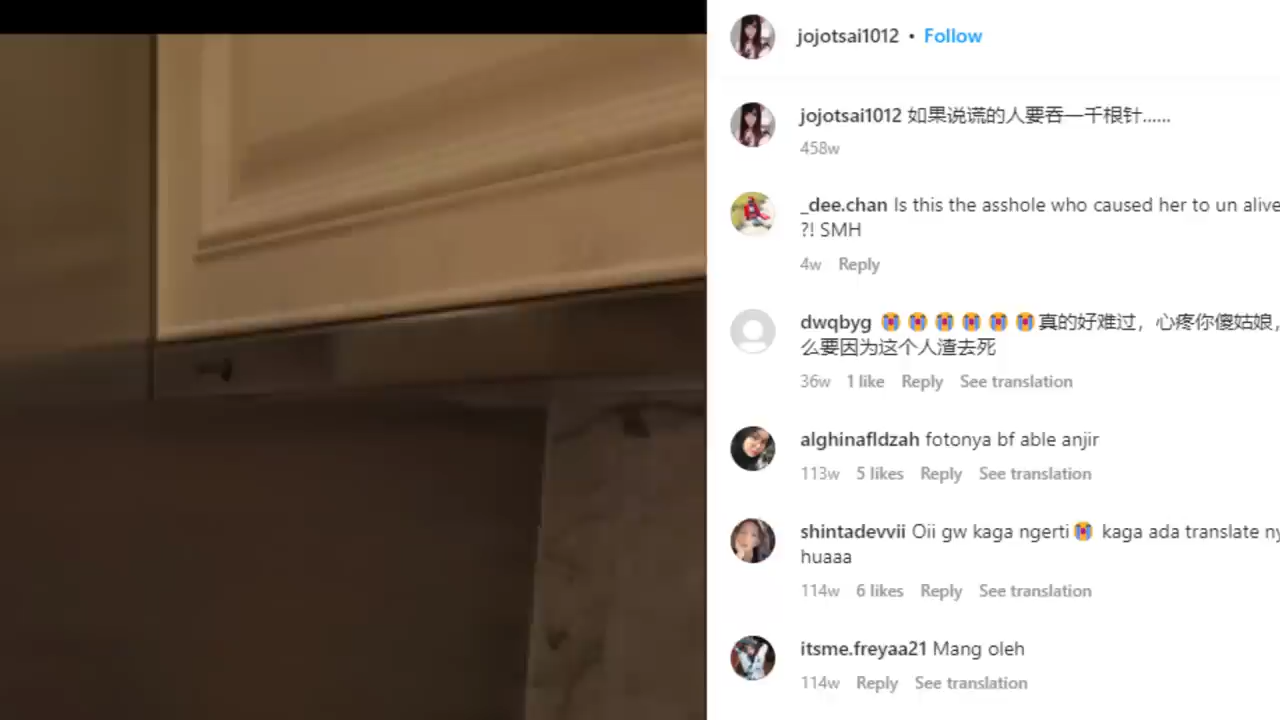 jojotsai1012 • Follow
jojotsai1012 如果说谎的人要吞一千根针......
458w
_dee.chan Is this the asshole who caused her to un alive
?! SMH
4w Reply
dwqbyg 😭😭😭😭😭😭真的好难过，心疼你傻姑娘，
么要因为这个人渣去死
36w 1 like Reply See translation
alghinafldzah fotonya bf able anjir
113w 5 likes Reply See translation
shintadevvii Oii gw kaga ngerti😭 kaga ada translate ny
huaaa
114w 6 likes Reply See translation
itsme.freyaa21 Mang oleh
114w Reply See translation